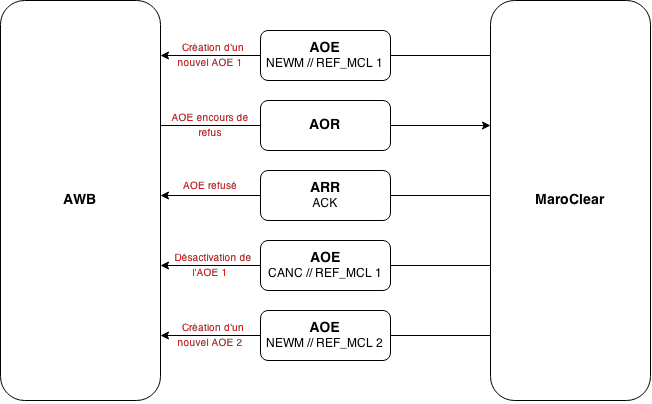 AWB
MaroClear
Création d'un
nouvel AOE 1
AOE
NEWM // REF_MCL 1
AOE encours de
refus
AOR
AOE refusé
ARR
ACK
Désactivation de
l'AOE 1
AOE
CANC // REF_MCL 1
Création d'un
nouvel AOE 2
AOE
NEWM // REF_MCL 2